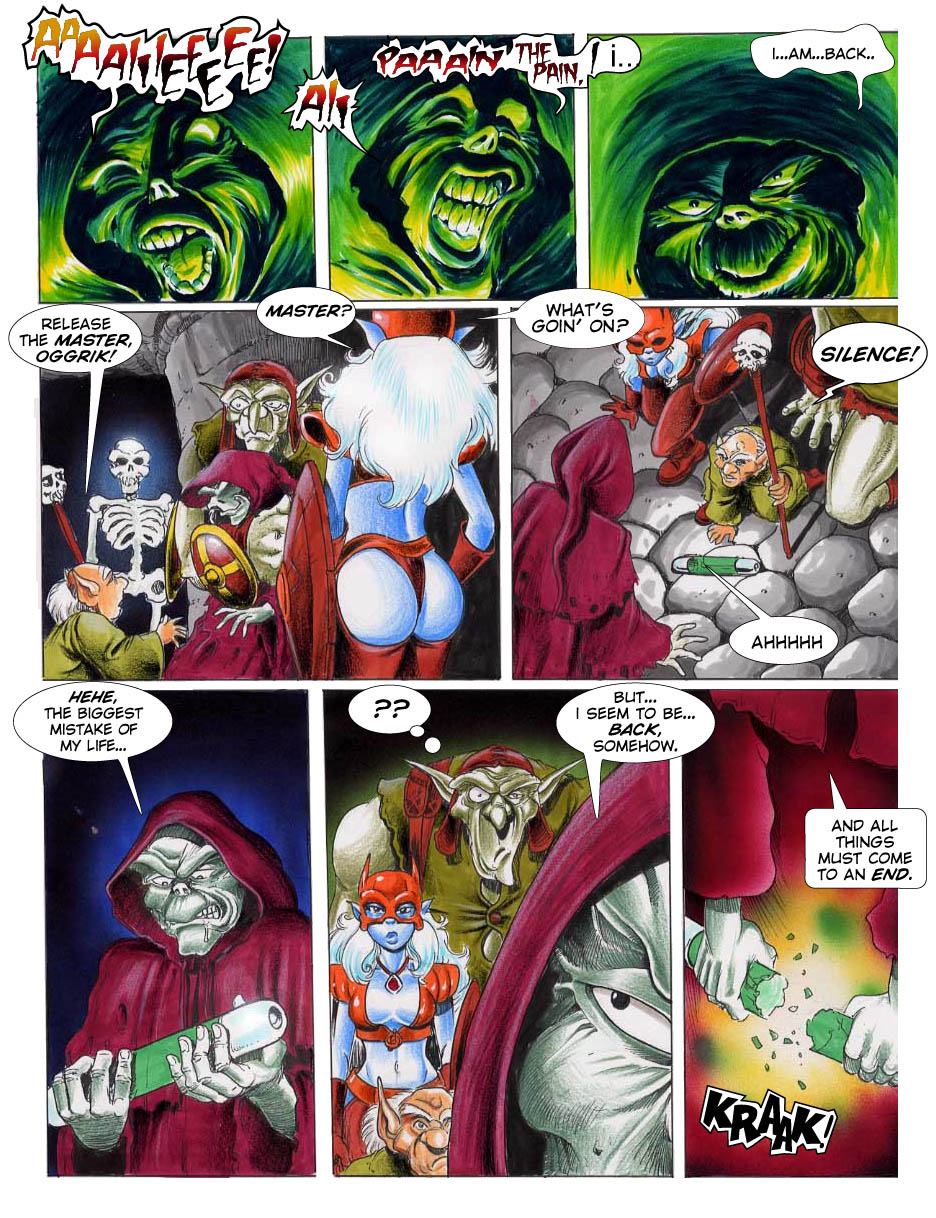 AAAAHIEEEEE!
AH
PAAAIN
THE
PAIN,
i..
I...AM...BACK..
RELEASE
THE MASTER,
OGGRIK!
MASTER?
WHAT'S
GOIN' ON?
SILENCE!
AHHHHH
HEHE,
THE BIGGEST
MISTAKE OF
MY LIFE...
??
BUT...
I SEEM TO BE...
BACK,
SOMEHOW.
AND ALL
THINGS
MUST COME
TO AN END.
KRAAK!